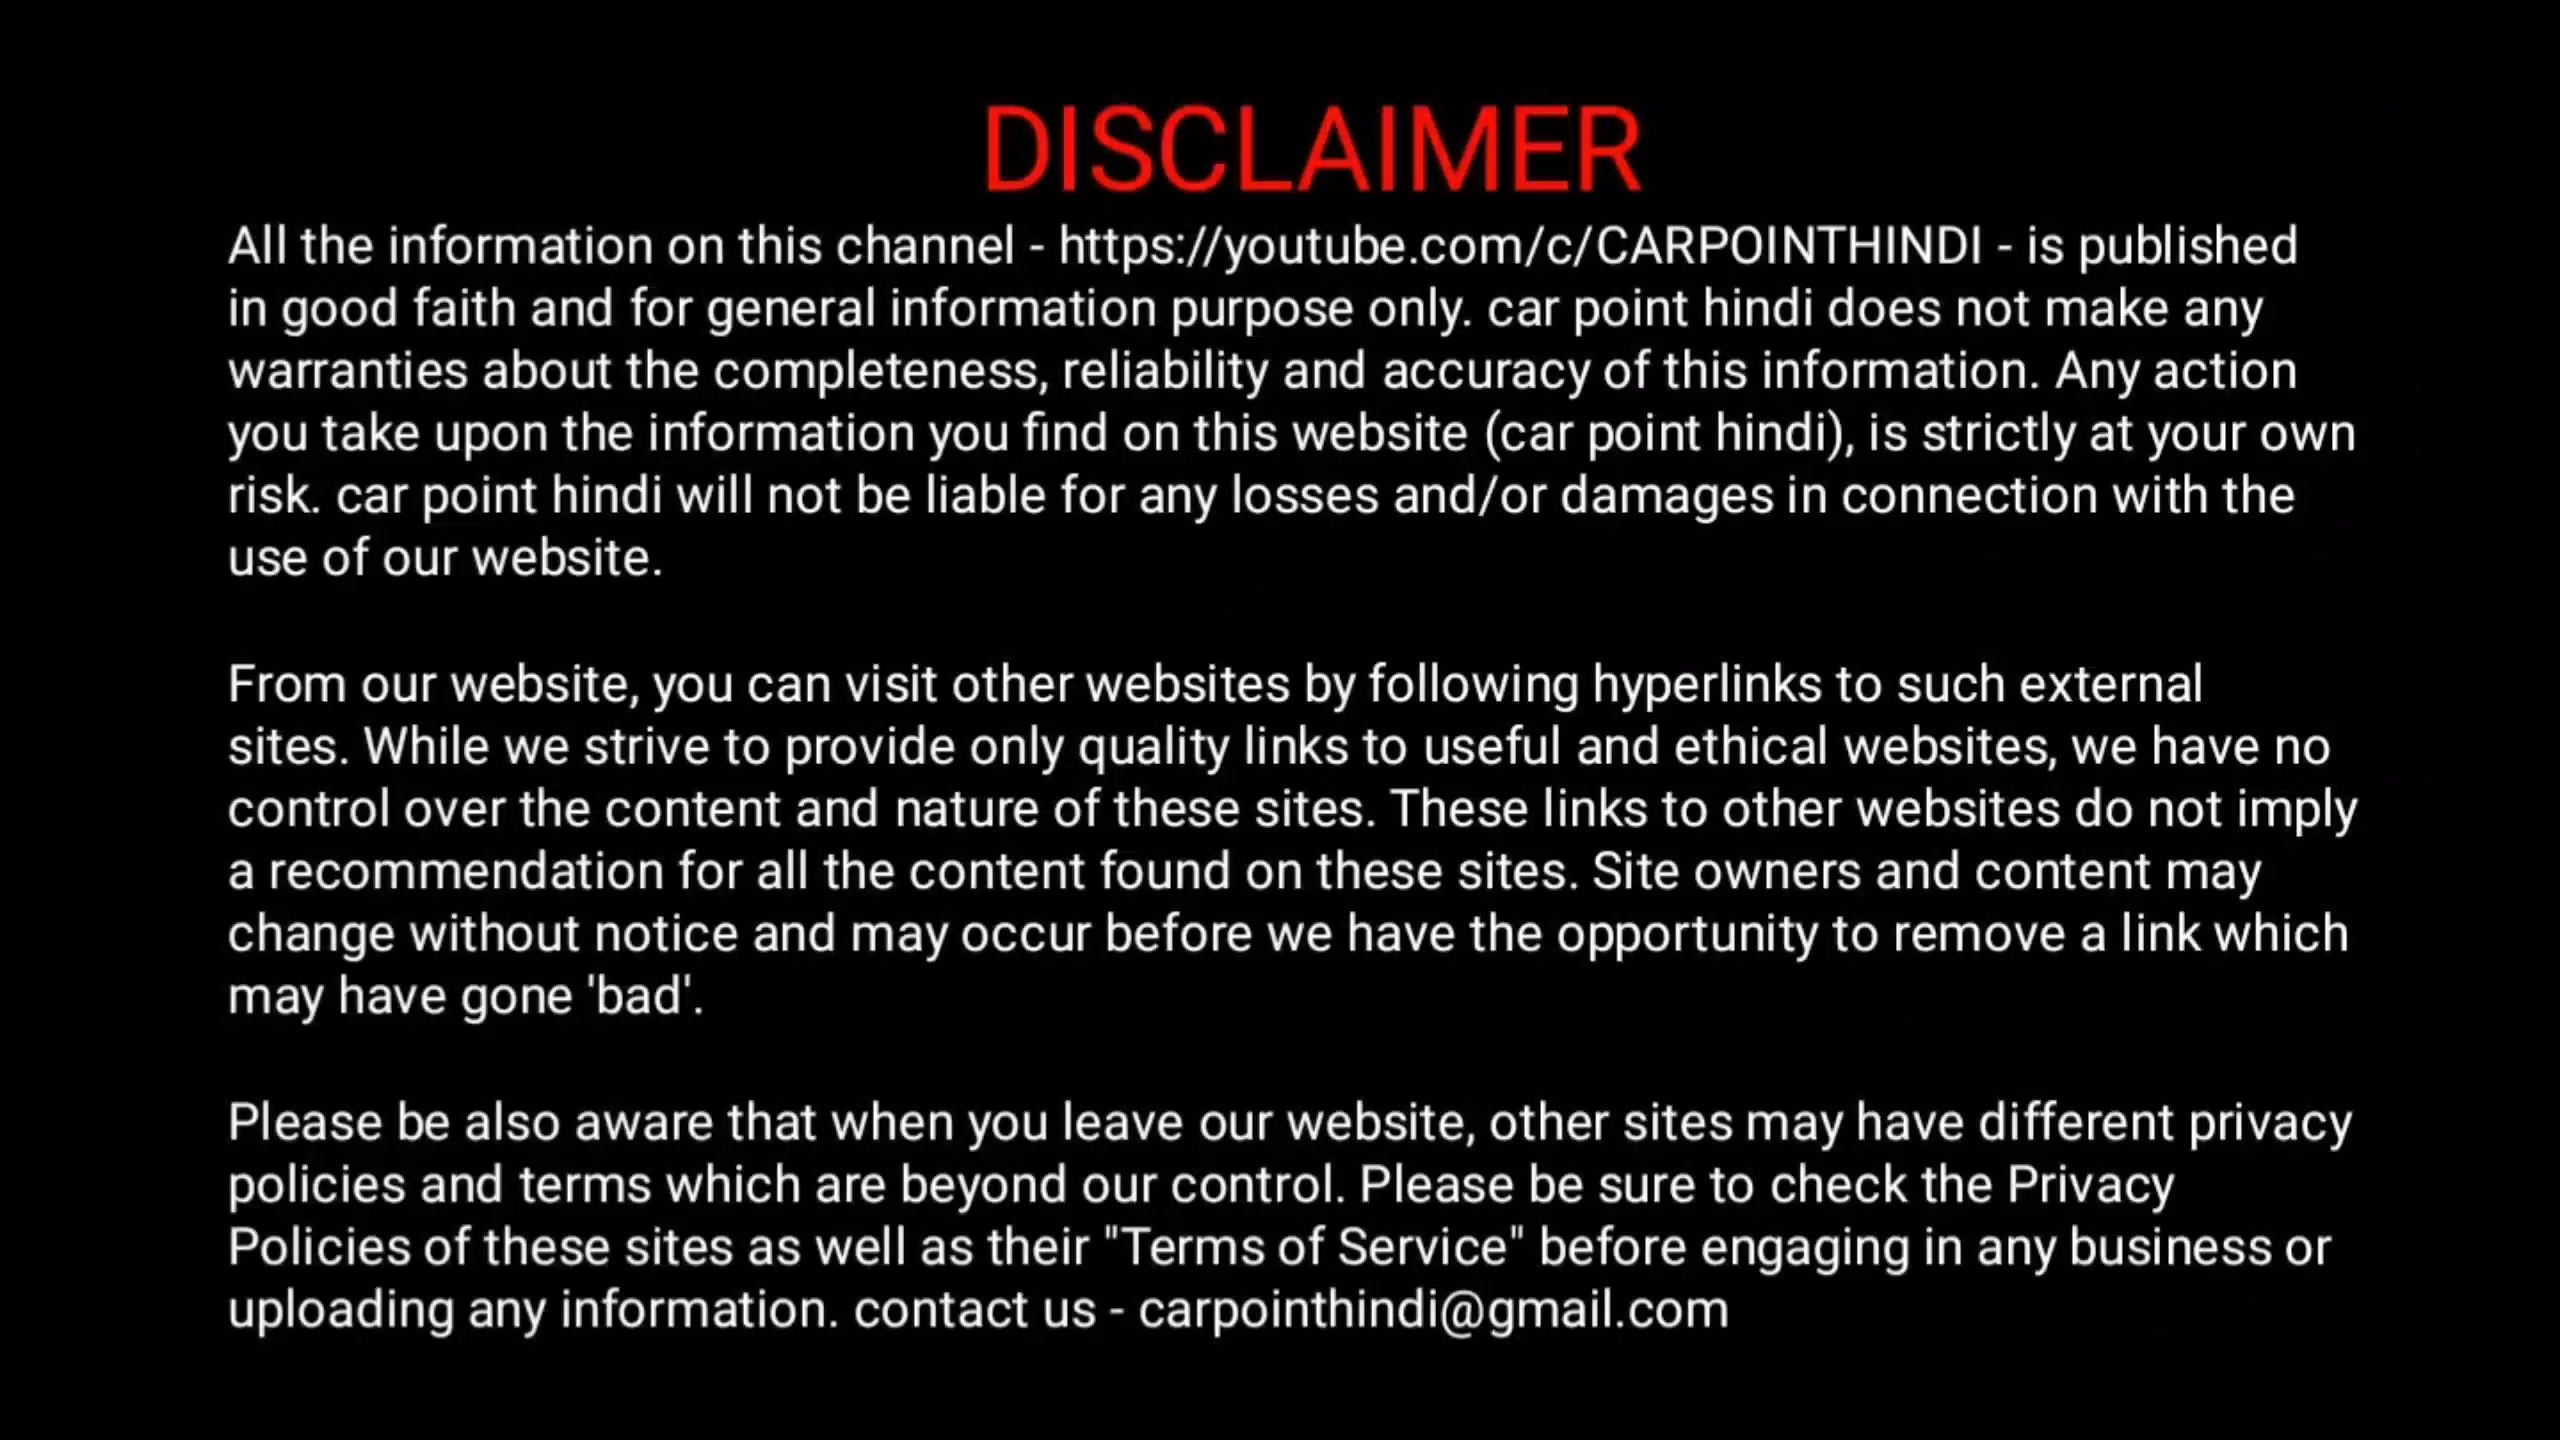 DISCLAIMER
All the information on this channel - https://youtube.com/c/CARPOINTHINDI - is published
in good faith and for general information purpose only. car point hindi does not make any
warranties about the completeness, reliability and accuracy of this information. Any action
you take upon the information you find on this website (car point hindi), is strictly at your own
risk. car point hindi will not be liable for any losses and/or damages in connection with the
use of our website.
From our website, you can visit other websites by following hyperlinks to such external
sites. While we strive to provide only quality links to useful and ethical websites, we have no
control over the content and nature of these sites. These links to other websites do not imply
a recommendation for all the content found on these sites. Site owners and content may
change without notice and may occur before we have the opportunity to remove a link which
may have gone 'bad'.
Please be also aware that when you leave our website, other sites may have different privacy
policies and terms which are beyond our control. Please be sure to check the Privacy
Policies of these sites as well as their "Terms of Service" before engaging in any business or
uploading any information. contact us - carpointhindi@gmail.com